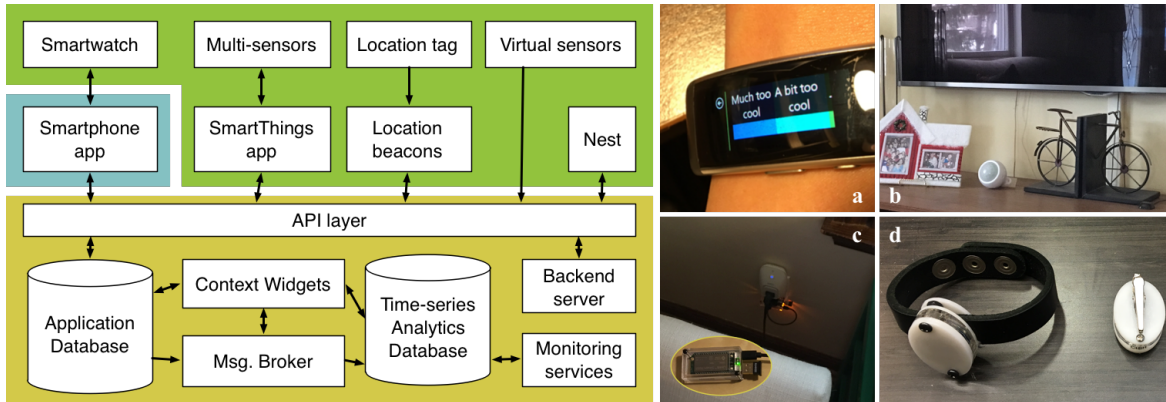 Smartwatch
Multi-sensors
Location tag
Virtual sensors
Smartphone
app
SmartThings
app
Location
beacons
Nest
API layer
Application
Database
Context Widgets
Msg. Broker
Time-series
Analytics
Database
Backend
server
Monitoring
services
Much too A bit too
cool cool
a
b
c
d